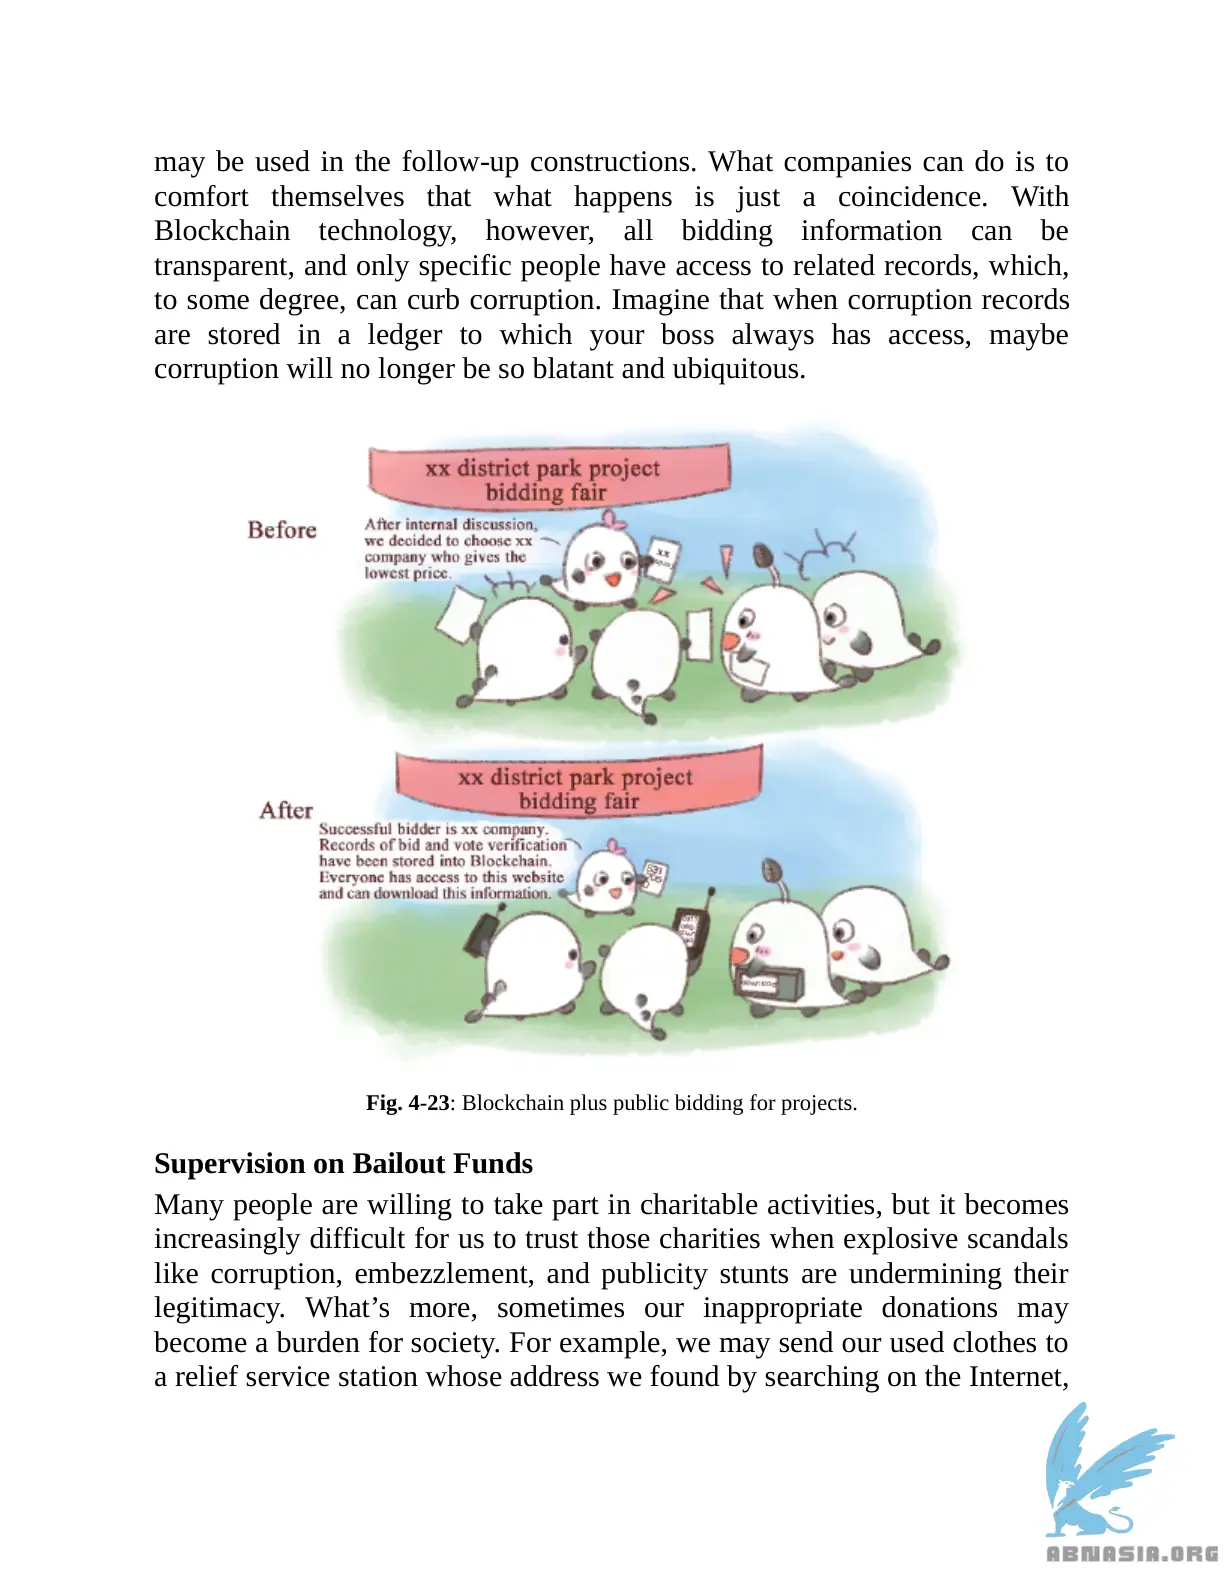 may be used in the follow-up constructions. What companies can do is to
comfort themselves that what happens is just a coincidence. With
Blockchain technology, however, all bidding information can be
transparent, and only specific people have access to related records, which,
to some degree, can curb corruption. Imagine that when corruption records
are stored in a ledger to which your boss always has access, maybe
corruption will no longer be so blatant and ubiquitous.
xx district park project
bidding fair
Before
After internal discussion,
we decided to choose xx
company who gives the
lowest price.
xx
xx district park project
bidding fair
After
Successful bidder is xx company.
Records of bid and vote verification
have been stored into Blockchain.
Everyone has access to this website
and can download this information.
Fig. 4-23: Blockchain plus public bidding for projects.
Supervision on Bailout Funds
Many people are willing to take part in charitable activities, but it becomes
increasingly difficult for us to trust those charities when explosive scandals
like corruption, embezzlement, and publicity stunts are undermining their
legitimacy. What’s more, sometimes our inappropriate donations may
become a burden for society. For example, we may send our used clothes to
a relief service station whose address we found by searching on the Internet,
ABNASIA.ORG